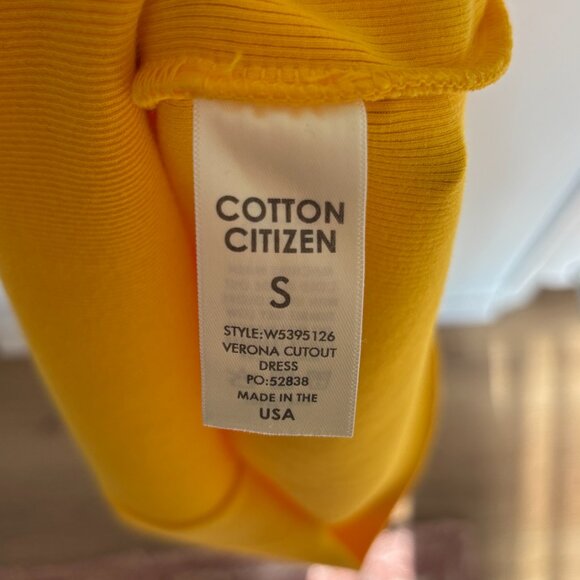 COTTON
CITIZEN
S
STYLE:W5395126
VERONA CUTOUT
DRESS
PO:52838
MADE IN THE
USA